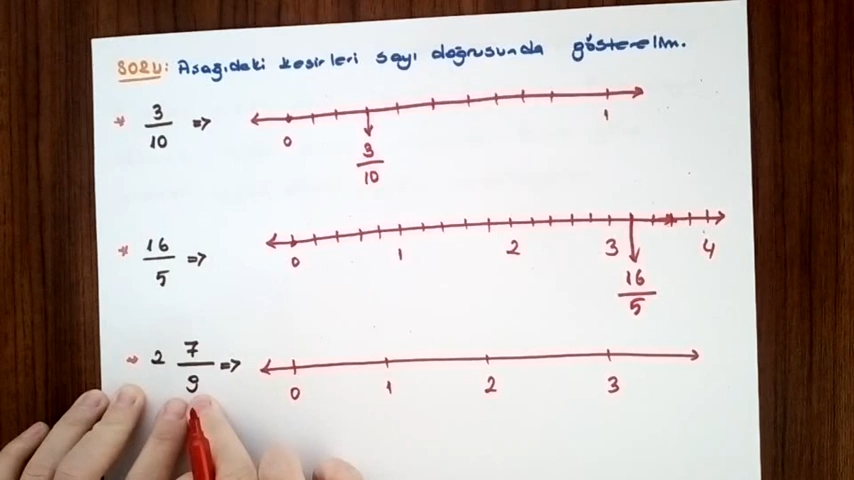 SORU: Asağıdaki kesirleri sayı doğrusunda gösterelim.
3/10 =>
0 1
3/10
16/5 =>
0 1 2 3 4
16/5
2 7/9 =>
0 1 2 3